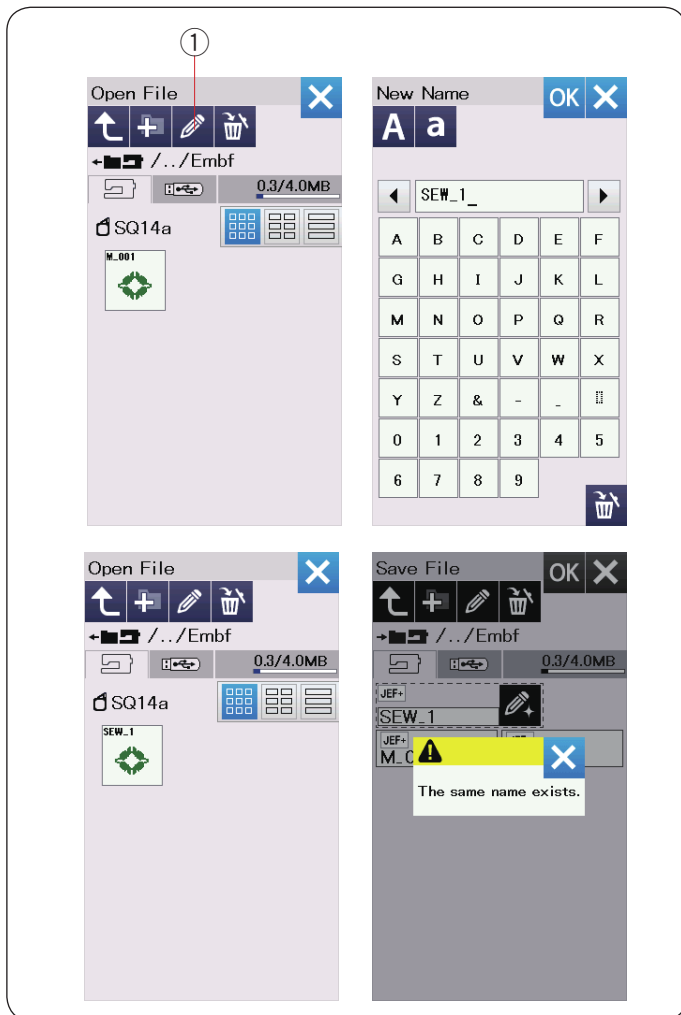 ①
Open File
/../Embf
0.3/4.0MB
SQ14a
M_001
New Name
OK
A a
SEW_1_
A B C D E F
G H I J K L
M N O P Q R
S T U V W X
Y Z & - _
0 1 2 3 4 5
6 7 8 9
Open File
/../Embf
0.3/4.0MB
SQ14a
SEW_1
Save File
OK
/../Embf
0.3/4.0MB
JEF+
SEW_1
JEF+
The same name exists.